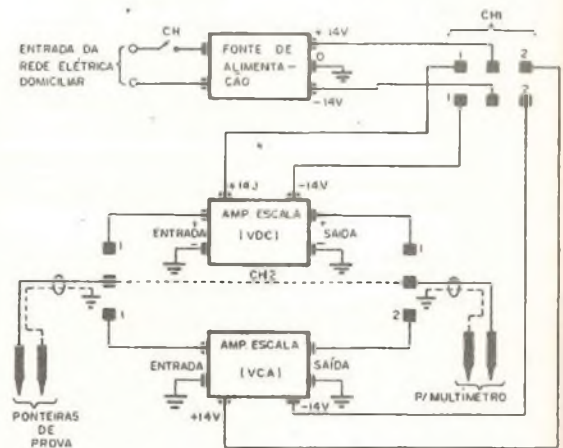 ENTRADA DA
REDE ELÉTRICA
DOMICILIAR
CH
FONTE DE
ALIMENTA-
ÇÃO
+14V
0
-14V
CH1
1
2
1
2
+14J
-14V
AMP. ESCALA
(VDC)
ENTRADA
+
-
SAIDA
+
-
1
1
CH2
1
2
AMP. ESCALA
(VCA)
ENTRADA
SAÍDA
+14V
-14V
PONTEIRAS
DE
PROVA
P/MULTÍMETRO